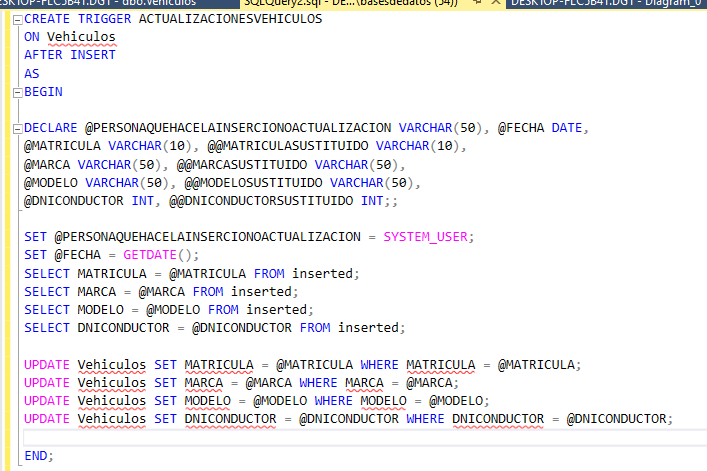 DESKTOP-FLC5B41.DGT - dbo.Vehiculos SQLQuery2.sql - DE...\basesdedatos (54))* DESKTOP-FLC5B41.DGT - Diagram_0
CREATE TRIGGER ACTUALIZACIONESVEHICULOS
ON Vehiculos
AFTER INSERT
AS
BEGIN
DECLARE @PERSONAQUEHACELAINSERCIONOACTUALIZACION VARCHAR(50), @FECHA DATE,
@MATRICULA VARCHAR(10), @@MATRICULASUSTITUIDO VARCHAR(10),
@MARCA VARCHAR(50), @@MARCASUSTITUIDO VARCHAR(50),
@MODELO VARCHAR(50), @@MODELOSUSTITUIDO VARCHAR(50),
@DNICONDUCTOR INT, @@DNICONDUCTORSUSTITUIDO INT;;
SET @PERSONAQUEHACELAINSERCIONOACTUALIZACION = SYSTEM_USER;
SET @FECHA = GETDATE();
SELECT MATRICULA = @MATRICULA FROM inserted;
SELECT MARCA = @MARCA FROM inserted;
SELECT MODELO = @MODELO FROM inserted;
SELECT DNICONDUCTOR = @DNICONDUCTOR FROM inserted;
UPDATE Vehiculos SET MATRICULA = @MATRICULA WHERE MATRICULA = @MATRICULA;
UPDATE Vehiculos SET MARCA = @MARCA WHERE MARCA = @MARCA;
UPDATE Vehiculos SET MODELO = @MODELO WHERE MODELO = @MODELO;
UPDATE Vehiculos SET DNICONDUCTOR = @DNICONDUCTOR WHERE DNICONDUCTOR = @DNICONDUCTOR;
END;